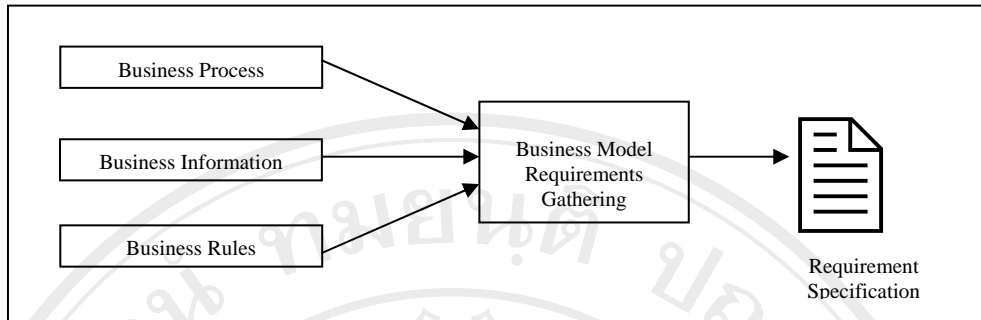 Business Process
Business Information
Business Rules
Business Model
Requirements
Gathering
Requirement
Specification